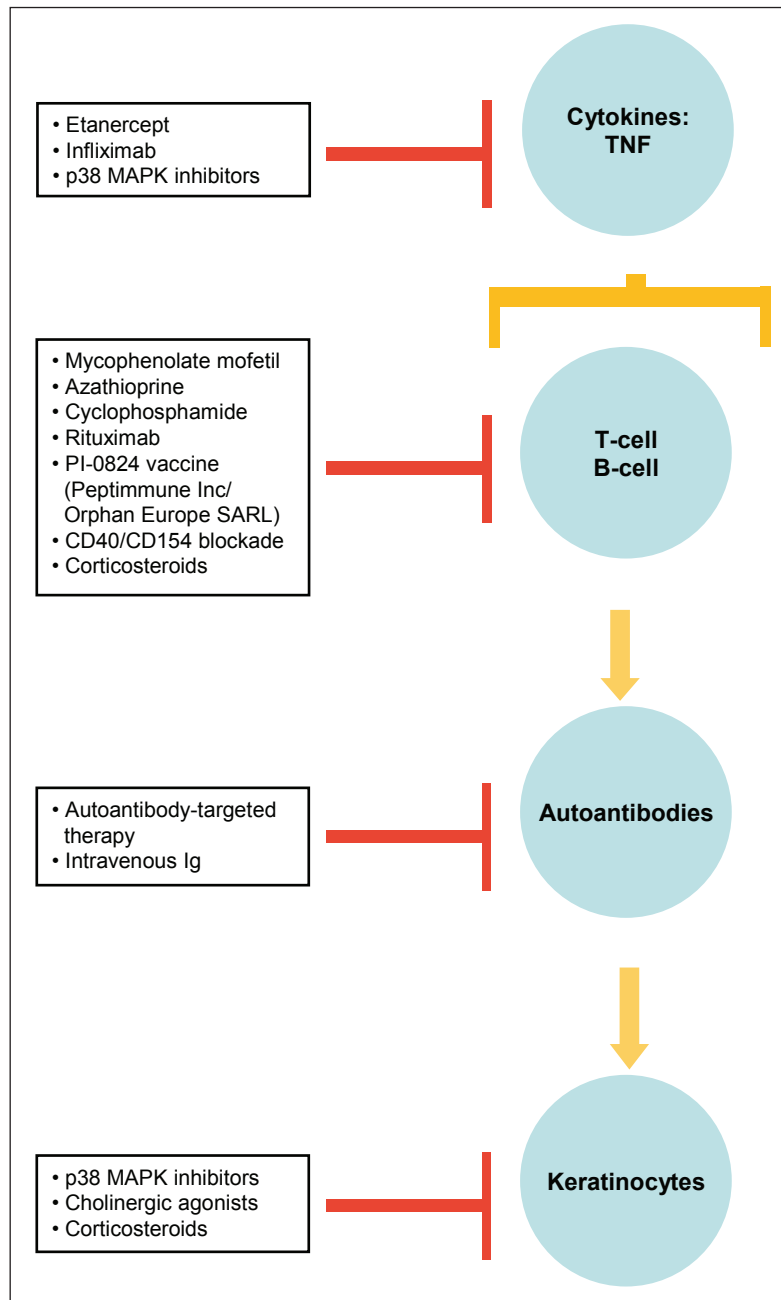 • Etanercept
• Infliximab
• p38 MAPK inhibitors
Cytokines:
TNF
• Mycophenolate mofetil
• Azathioprine
• Cyclophosphamide
• Rituximab
• PI-0824 vaccine
(Peptimmune Inc/
Orphan Europe SARL)
• CD40/CD154 blockade
• Corticosteroids
T-cell
B-cell
• Autoantibody-targeted
therapy
• Intravenous Ig
Autoantibodies
• p38 MAPK inhibitors
• Cholinergic agonists
• Corticosteroids
Keratinocytes